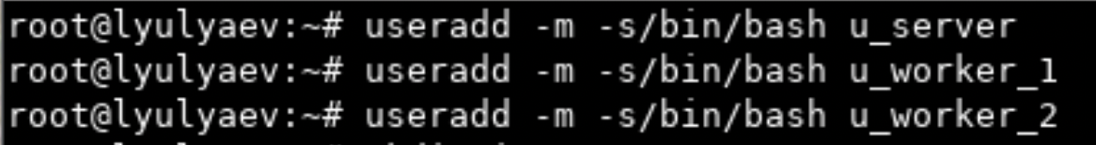 root@lyulyaev:~# useradd -m -s/bin/bash u_server
root@lyulyaev:~# useradd -m -s/bin/bash u_worker_1
root@lyulyaev:~# useradd -m -s/bin/bash u_worker_2